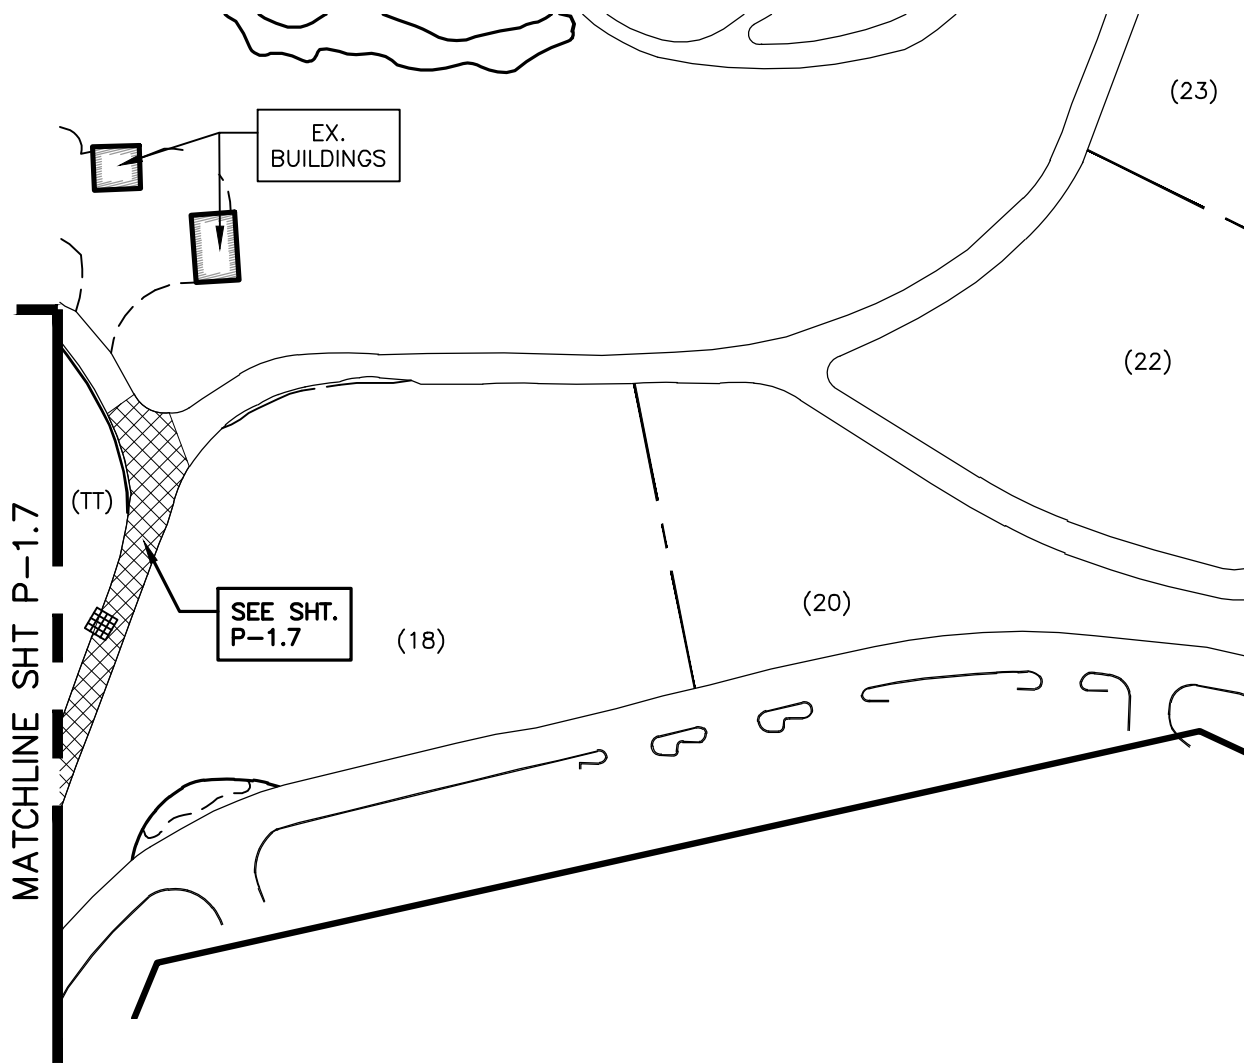 (23)
EX.
BUILDINGS
(22)
(TT)
MATCHLINE SHT P-1.7
SEE SHT.
P-1.7
(18)
(20)